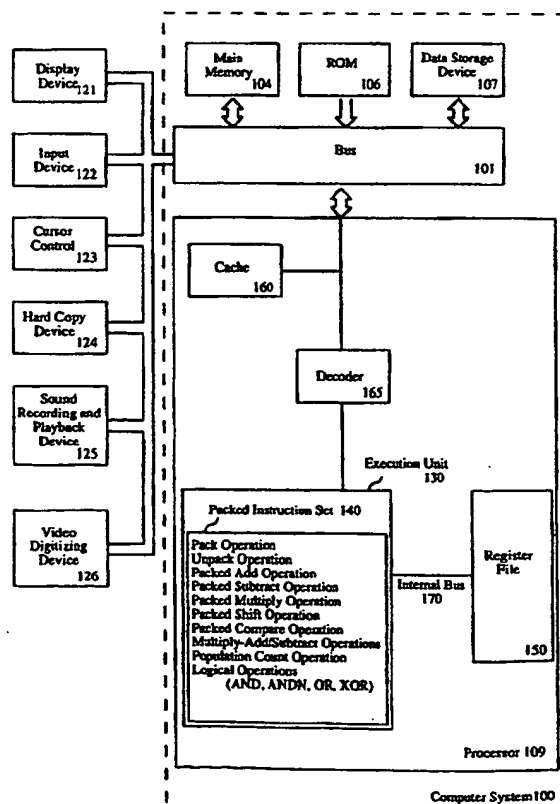 Display
Device
121
Input
Device
122
Cursor
Control
123
Hard Copy
Device
124
Sound
Recording and
Playback
Device
125
Video
Digitizing
Device
126
Main
Memory
104
ROM
106
Data Storage
Device
107
Bus
101
Cache
160
Decoder
165
Execution Unit
130
Packed Instruction Set 140
Pack Operation
Unpack Operation
Packed Add Operation
Packed Subtract Operation
Packed Multiply Operation
Packed Shift Operation
Packed Compare Operation
Multiply-Add/Subtract Operations
Population Count Operation
Logical Operations
(AND, ANDN, OR, XOR)
Internal Bus
170
Register
File
150
Processor 109
Computer System 100